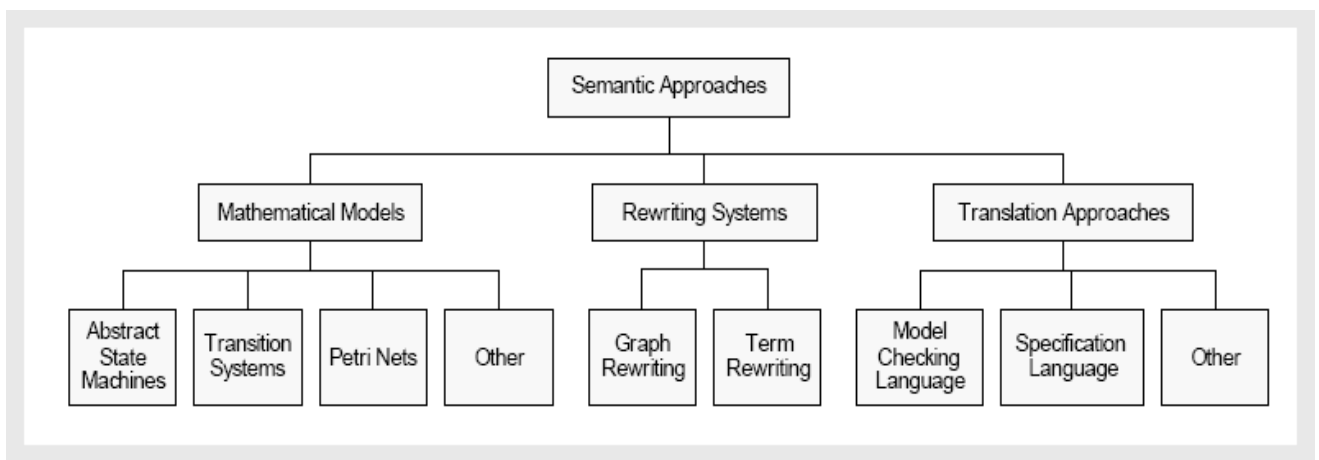 Semantic Approaches
Mathematical Models
Rewriting Systems
Translation Approaches
Abstract
State
Machines
Transition
Systems
Petri Nets
Other
Graph
Rewriting
Term
Rewriting
Model
Checking
Language
Specification
Language
Other